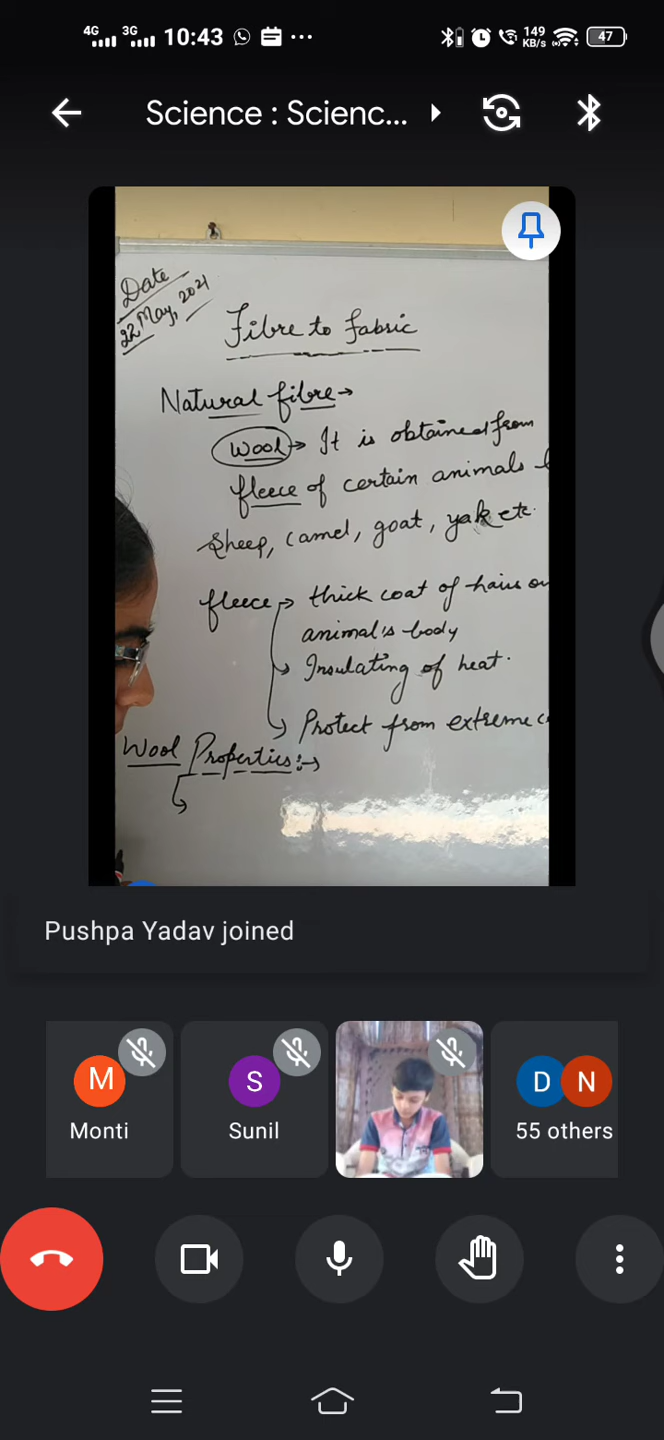 4G 3G 10:43 149 KB/s 47
Science : Scienc...
Date
22 May, 2021
Fibre to Fabric
Natural fibre→
Wool → It is obtained from
fleece of certain animals
Sheep, camel, goat, yak etc.
fleece → thick coat of hairs on
animal's body
→ Insulating of heat.
→ Protect from extreme
Wool Properties:→
Pushpa Yadav joined
M S D N
Monti Sunil 55 others